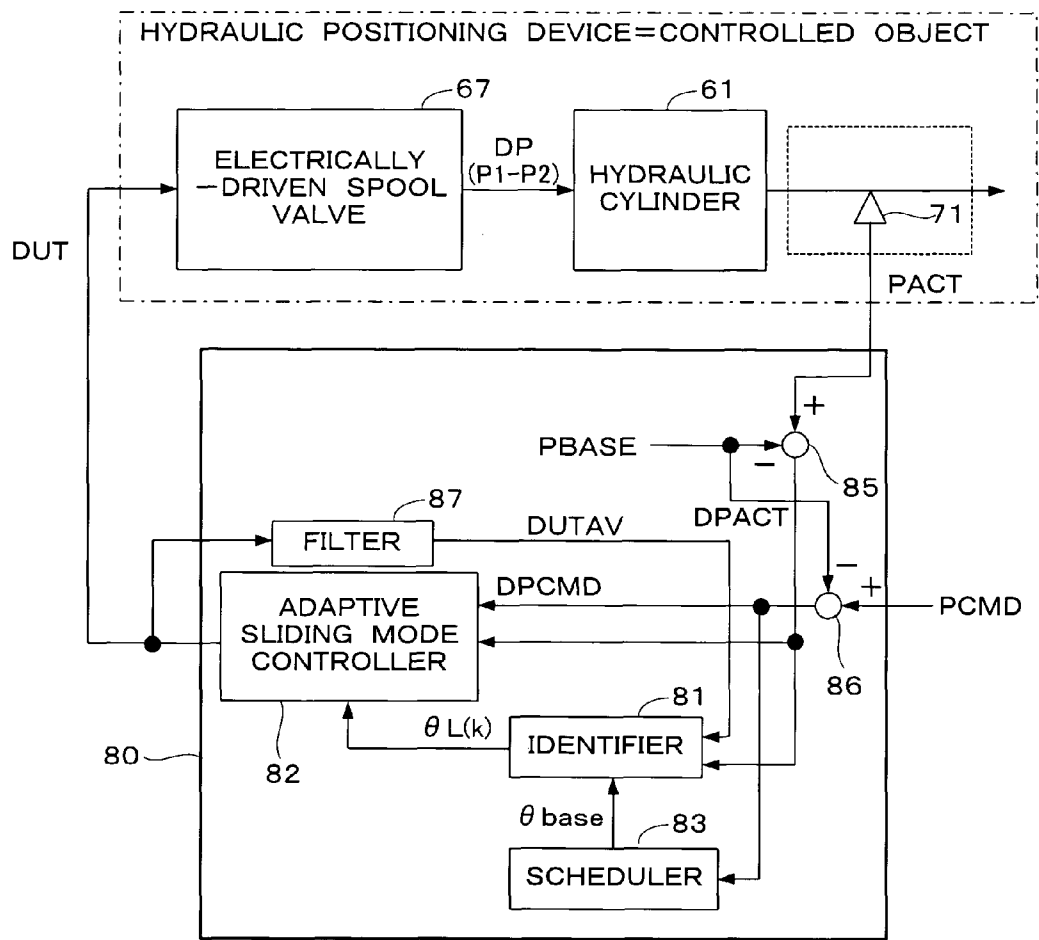 HYDRAULIC POSITIONING DEVICE=CONTROLLED OBJECT
67
61
ELECTRICALLY
-DRIVEN SPOOL
VALVE
DP
(P1-P2)
HYDRAULIC
CYLINDER
71
DUT
PACT
+
PBASE
-
85
87
DPACT
FILTER
DUTAV
-
+
DPCMD
PCMD
ADAPTIVE
SLIDING MODE
CONTROLLER
86
81
θL(k)
IDENTIFIER
80
82
θbase
83
SCHEDULER